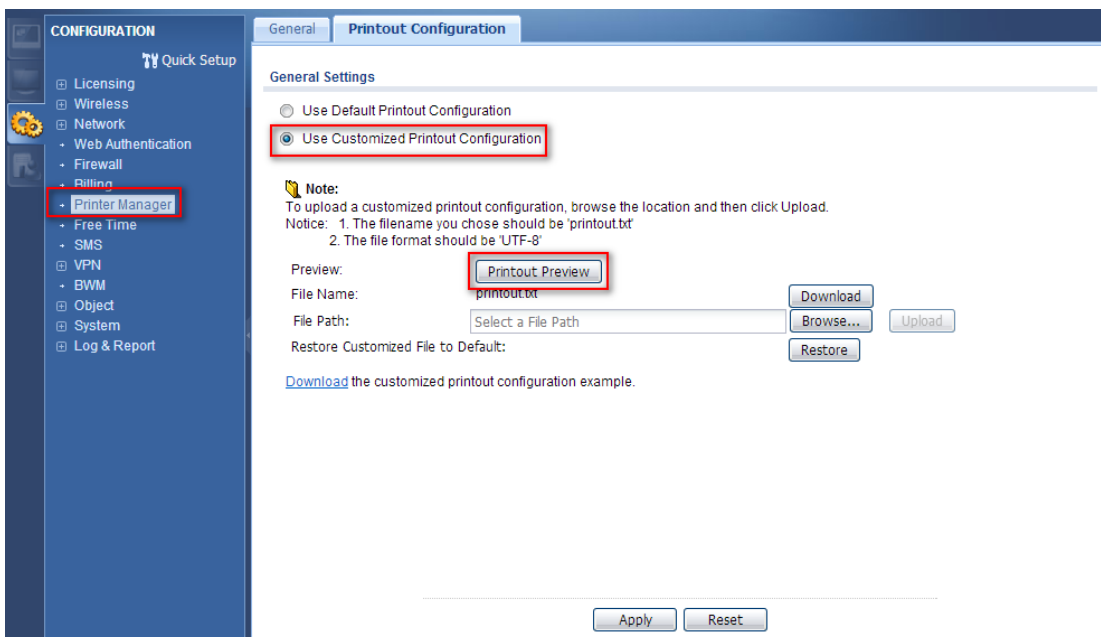 CONFIGURATION
Quick Setup
Licensing
Wireless
Network
Web Authentication
Firewall
Billing
Printer Manager
Free Time
SMS
VPN
BWM
Object
System
Log & Report
General
Printout Configuration
General Settings
Use Default Printout Configuration
Use Customized Printout Configuration
Note:
To upload a customized printout configuration, browse the location and then click Upload.
Notice: 1. The filename you chose should be 'printout.txt'
2. The file format should be 'UTF-8'
Preview: Printout Preview
File Name: printout.txt Download
File Path: Select a File Path Browse... Upload
Restore Customized File to Default: Restore
Download the customized printout configuration example.
Apply Reset